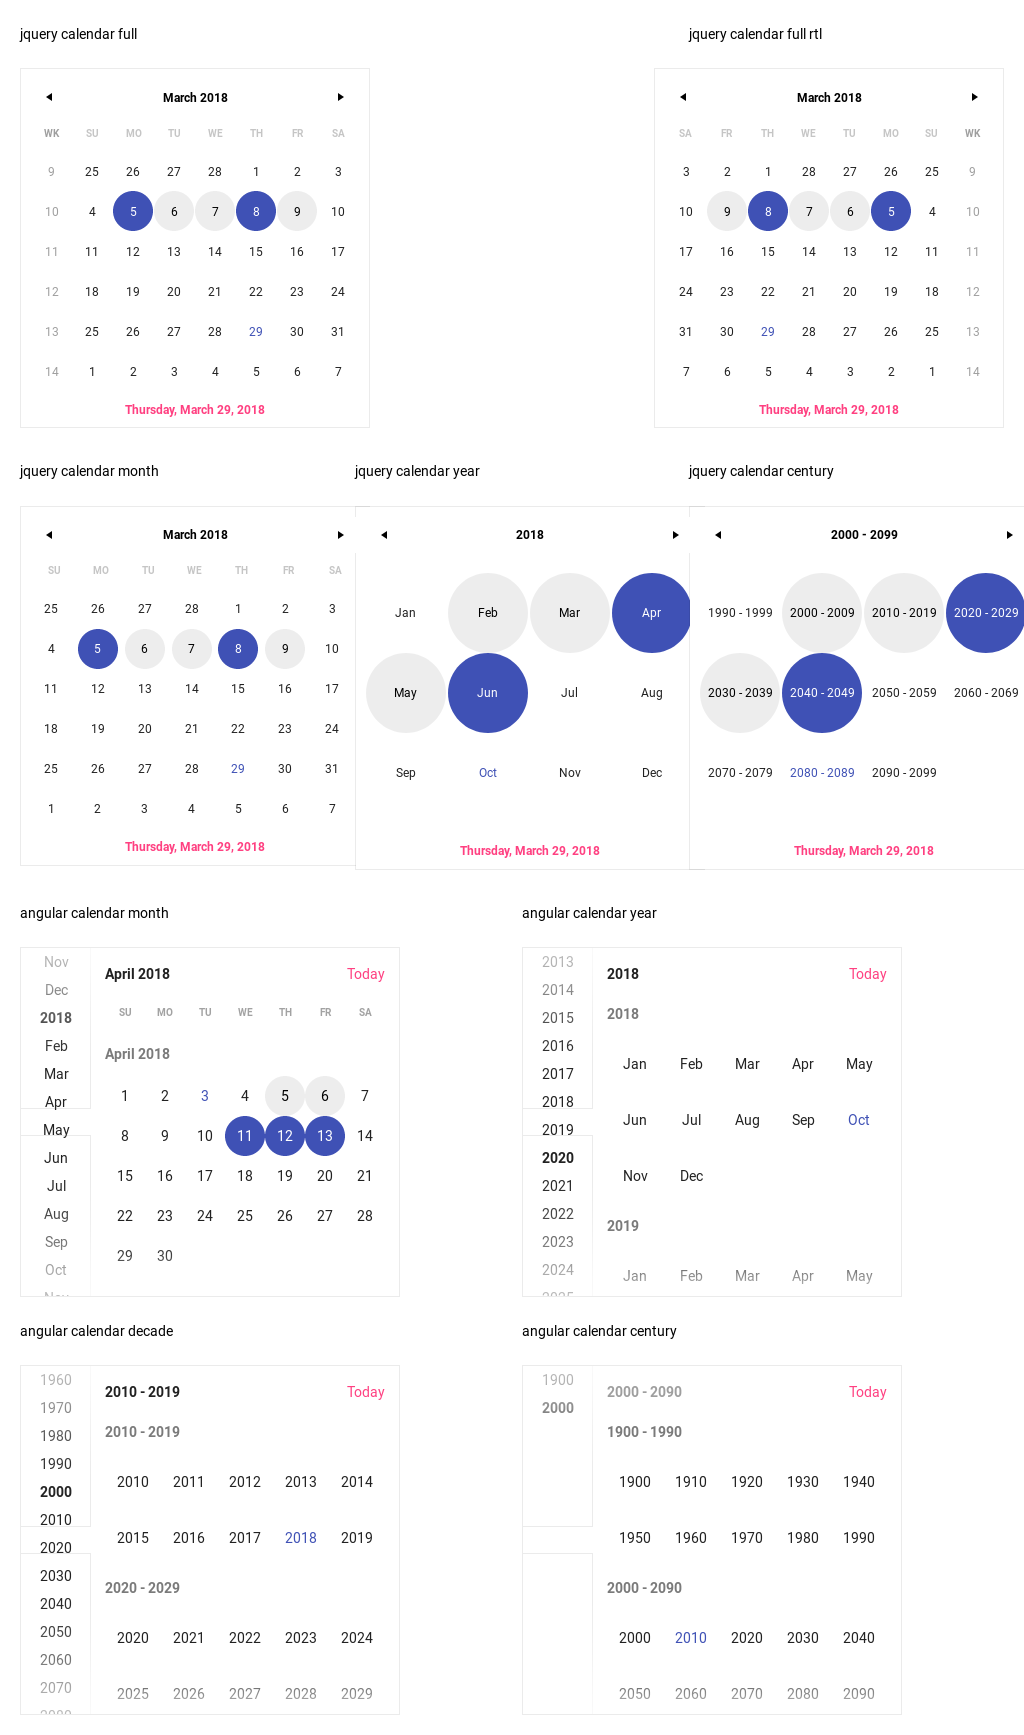 jquery calendar full
March 2018
WK SU MO TU WE TH FR SA
9 25 26 27 28 1 2 3
10 4 5 6 7 8 9 10
11 11 12 13 14 15 16 17
12 18 19 20 21 22 23 24
13 25 26 27 28 29 30 31
14 1 2 3 4 5 6 7
Thursday, March 29, 2018
jquery calendar full rtl
March 2018
SA FR TH WE TU MO SU WK
3 2 1 28 27 26 25 9
10 9 8 7 6 5 4 10
17 16 15 14 13 12 11 11
24 23 22 21 20 19 18 12
31 30 29 28 27 26 25 13
7 6 5 4 3 2 1 14
Thursday, March 29, 2018
jquery calendar month
March 2018
SU MO TU WE TH FR SA
25 26 27 28 1 2 3
4 5 6 7 8 9 10
11 12 13 14 15 16 17
18 19 20 21 22 23 24
25 26 27 28 29 30 31
1 2 3 4 5 6 7
Thursday, March 29, 2018
jquery calendar year
2018
Jan Feb Mar Apr
May Jun Jul Aug
Sep Oct Nov Dec
Thursday, March 29, 2018
jquery calendar century
2000 - 2099
1990 - 1999 2000 - 2009 2010 - 2019 2020 - 2029
2030 - 2039 2040 - 2049 2050 - 2059 2060 - 2069
2070 - 2079 2080 - 2089 2090 - 2099
Thursday, March 29, 2018
angular calendar month
Nov
Dec
2018
Feb
Mar
Apr
May
Jun
Jul
Aug
Sep
Oct
Nov
April 2018 Today
SU MO TU WE TH FR SA
April 2018
1 2 3 4 5 6 7
8 9 10 11 12 13 14
15 16 17 18 19 20 21
22 23 24 25 26 27 28
29 30
angular calendar year
2013
2014
2015
2016
2017
2018
2019
2020
2021
2022
2023
2024
2025
2018 Today
2018
Jan Feb Mar Apr May
Jun Jul Aug Sep Oct
Nov Dec
2019
Jan Feb Mar Apr May
angular calendar decade
1960
1970
1980
1990
2000
2010
2020
2030
2040
2050
2060
2070
2080
2010 - 2019 Today
2010 - 2019
2010 2011 2012 2013 2014
2015 2016 2017 2018 2019
2020 - 2029
2020 2021 2022 2023 2024
2025 2026 2027 2028 2029
angular calendar century
1900
2000
2000 - 2090 Today
1900 - 1990
1900 1910 1920 1930 1940
1950 1960 1970 1980 1990
2000 - 2090
2000 2010 2020 2030 2040
2050 2060 2070 2080 2090